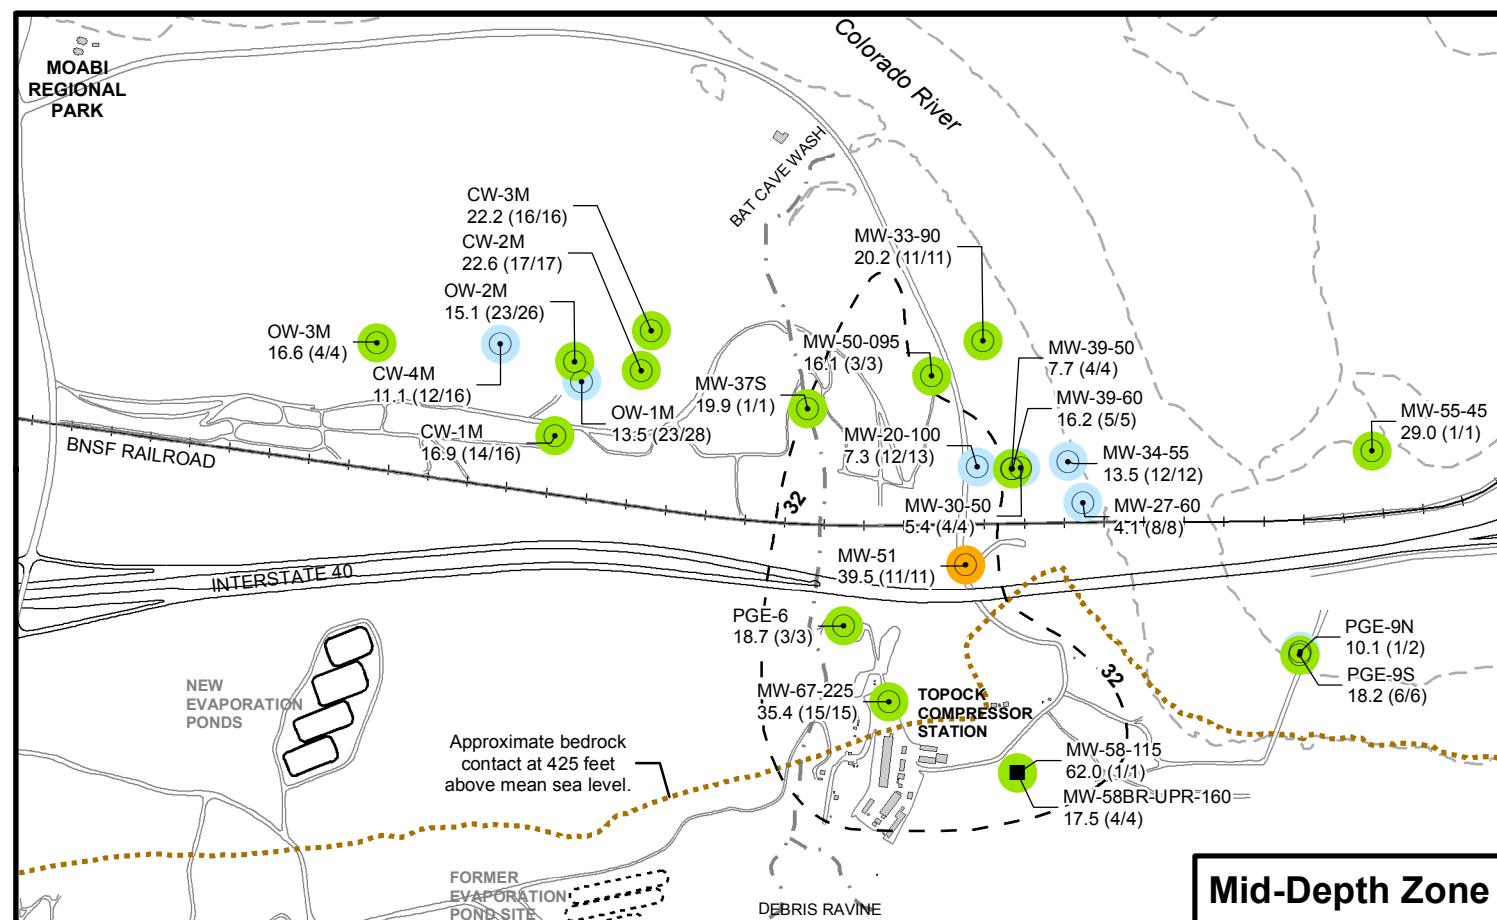 MOABI
REGIONAL
PARK
Colorado River
BAT CAVE WASH
CW-3M
22.2 (16/16)
CW-2M
22.6 (17/17)
OW-2M
15.1 (23/26)
OW-3M
16.6 (4/4)
CW-4M
11.1 (12/16)
OW-1M
13.5 (23/28)
CW-1M
16.9 (14/16)
MW-33-90
20.2 (11/11)
MW-50-095
16.1 (3/3)
MW-37S
19.9 (1/1)
MW-39-50
7.7 (4/4)
MW-39-60
16.2 (5/5)
MW-20-100
7.3 (12/13)
MW-34-55
13.5 (12/12)
MW-55-45
29.0 (1/1)
MW-30-50
5.4 (4/4)
MW-27-60
4.1 (8/8)
BNSF RAILROAD
32
INTERSTATE 40
MW-51
39.5 (11/11)
PGE-6
18.7 (3/3)
PGE-9N
10.1 (1/2)
PGE-9S
18.2 (6/6)
32
NEW
EVAPORATION
PONDS
MW-67-225
35.4 (15/15)
TOPOCK
COMPRESSOR
STATION
Approximate bedrock
contact at 425 feet
above mean sea level.
MW-58-115
62.0 (1/1)
MW-58BR-UPR-160
17.5 (4/4)
FORMER
EVAPORATION
POND SITE
DEBRIS RAVINE
Mid-Depth Zone